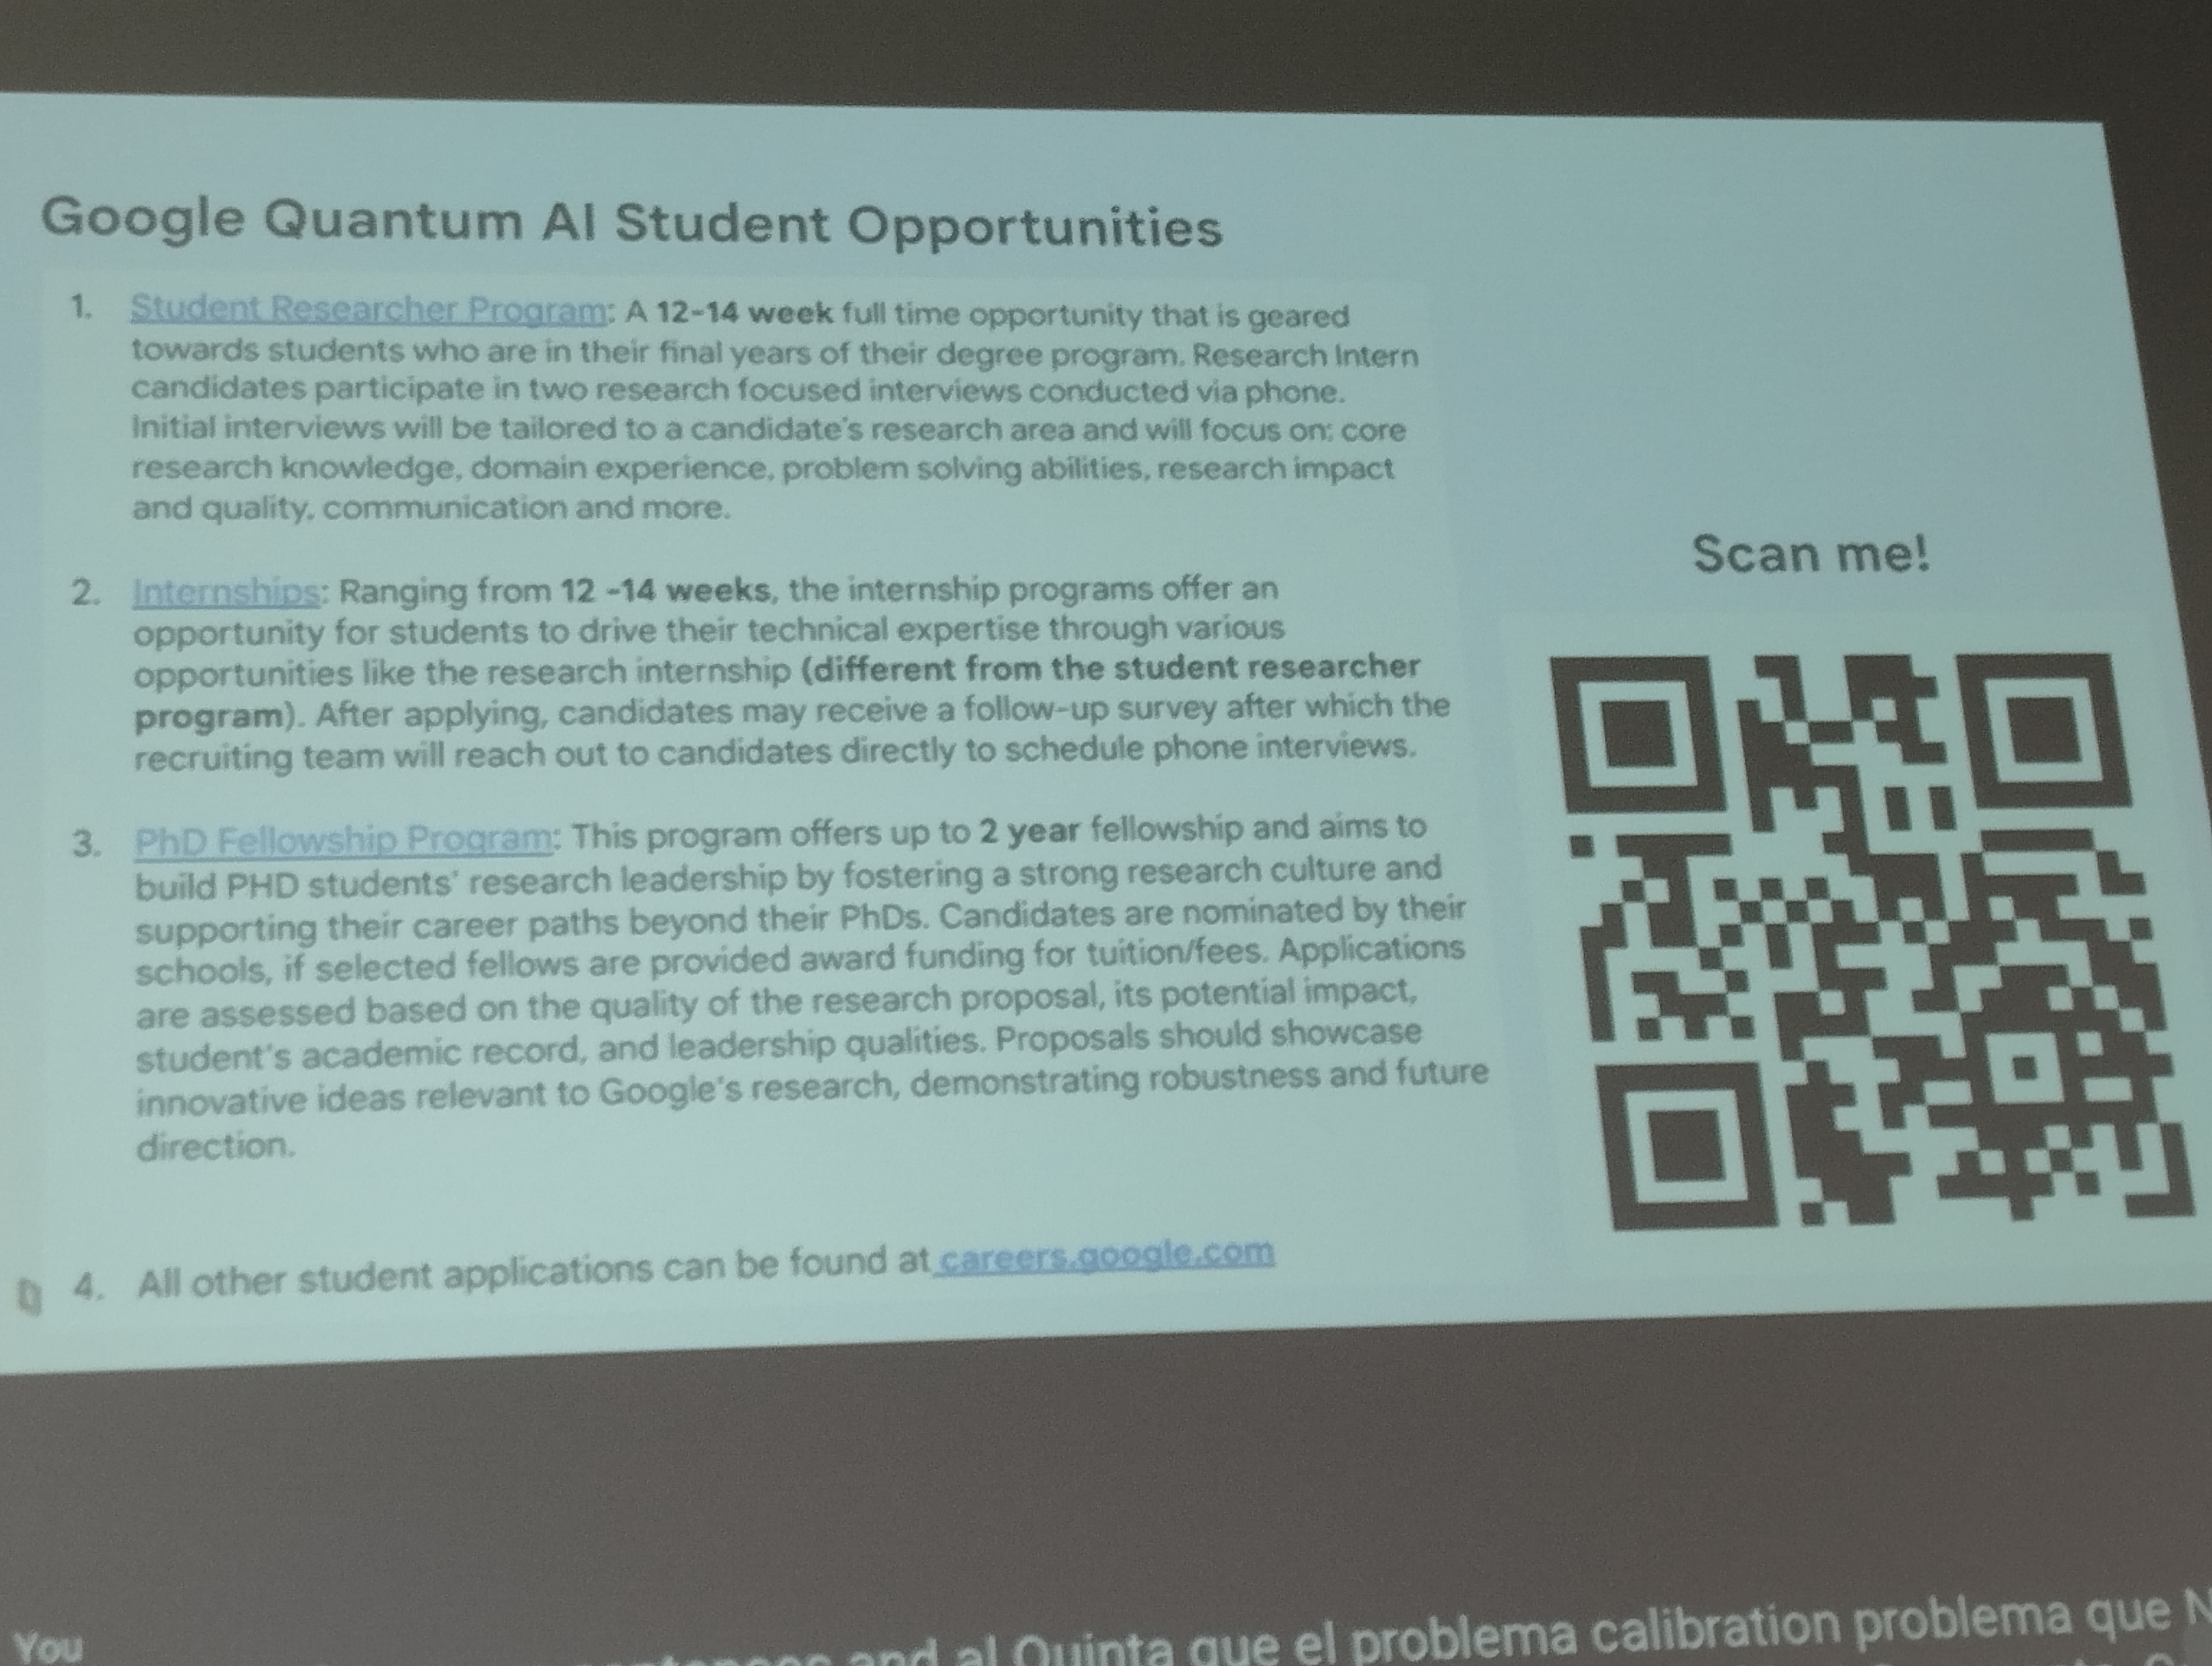 Google Quantum AI Student Opportunities
1. Student Researcher Program: A 12-14 week full time opportunity that is geared
towards students who are in their final years of their degree program. Research Intern
candidates participate in two research focused interviews conducted via phone.
Initial interviews will be tailored to a candidate's research area and will focus on: core
research knowledge, domain experience, problem solving abilities, research impact
and quality, communication and more.
2. Internships: Ranging from 12 -14 weeks, the internship programs offer an
opportunity for students to drive their technical expertise through various
opportunities like the research internship (different from the student researcher
program). After applying, candidates may receive a follow-up survey after which the
recruiting team will reach out to candidates directly to schedule phone interviews.
3. PhD Fellowship Program: This program offers up to 2 year fellowship and aims to
build PHD students' research leadership by fostering a strong research culture and
supporting their career paths beyond their PhDs. Candidates are nominated by their
schools, if selected fellows are provided award funding for tuition/fees. Applications
are assessed based on the quality of the research proposal, its potential impact,
student's academic record, and leadership qualities. Proposals should showcase
innovative ideas relevant to Google's research, demonstrating robustness and future
direction.
4. All other student applications can be found at careers.google.com
Scan me!
You
and al Quinta que el problema calibration problema que